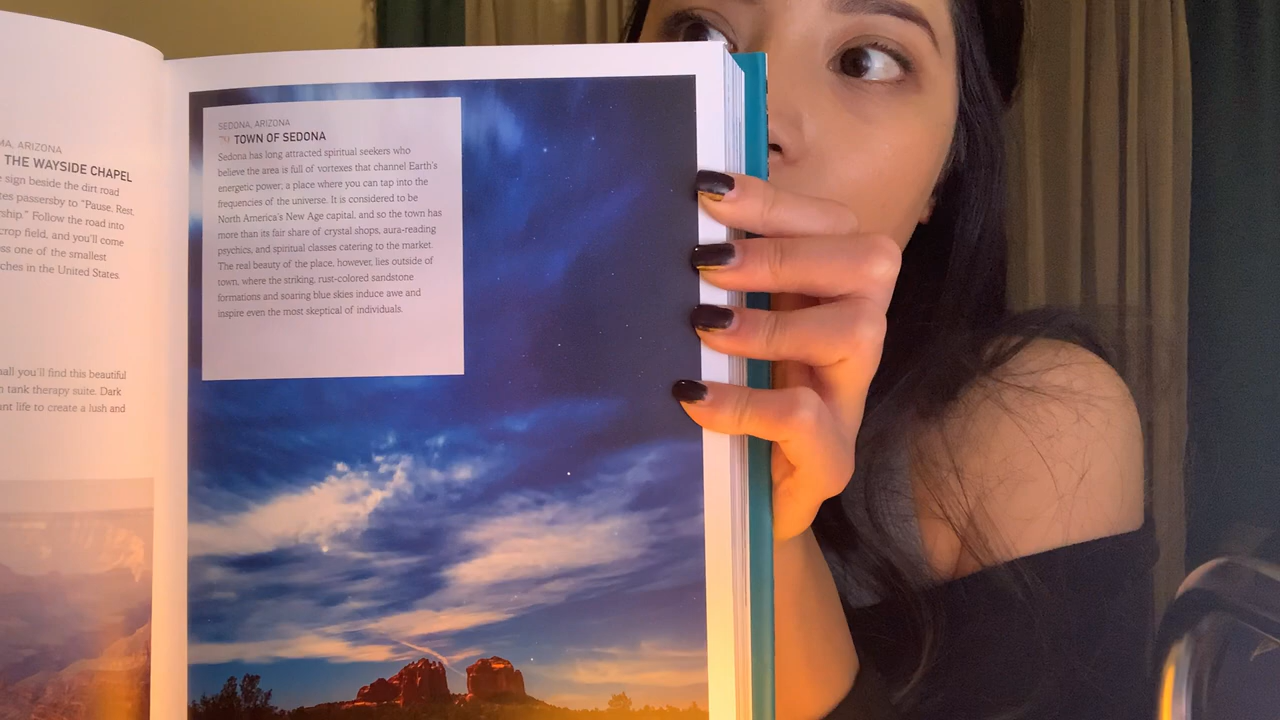 MA, ARIZONA
THE WAYSIDE CHAPEL
sign beside the dirt road
passersby to “Pause, Rest,
Follow the road into
crop field, and you'll come
one of the smallest
in the United States.
you'll find this beautiful
tank therapy suite. Dark
life to create a lush and
SEDONA, ARIZONA
TOWN OF SEDONA
Sedona has long attracted spiritual seekers who
believe the area is full of vortexes that channel Earth's
energetic power; a place where you can tap into the
frequencies of the universe. It is considered to be
North America's New Age capital, and so the town has
more than its fair share of crystal shops, aura-reading
psychics, and spiritual classes catering to the market.
The real beauty of the place, however, lies outside of
town, where the striking, rust-colored sandstone
formations and soaring blue skies induce awe and
inspire even the most skeptical of individuals.